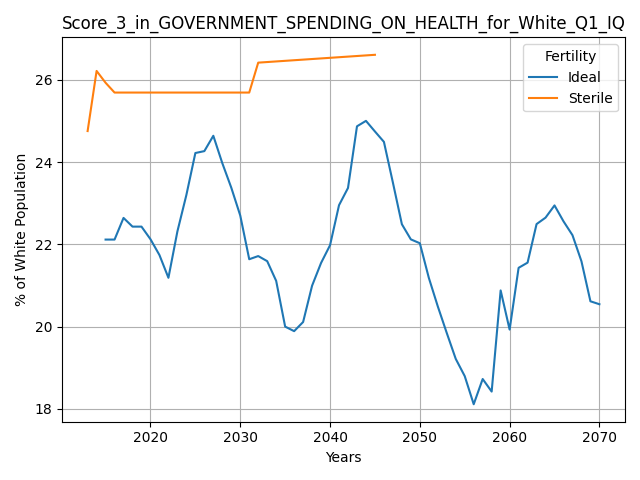 Score_3_in_GOVERNMENT_SPENDING_ON_HEALTH_for_White_Q1_IQ
Fertility
Ideal
Sterile
% of White Population
26
24
22
20
18
2020 2030 2040 2050 2060 2070
Years